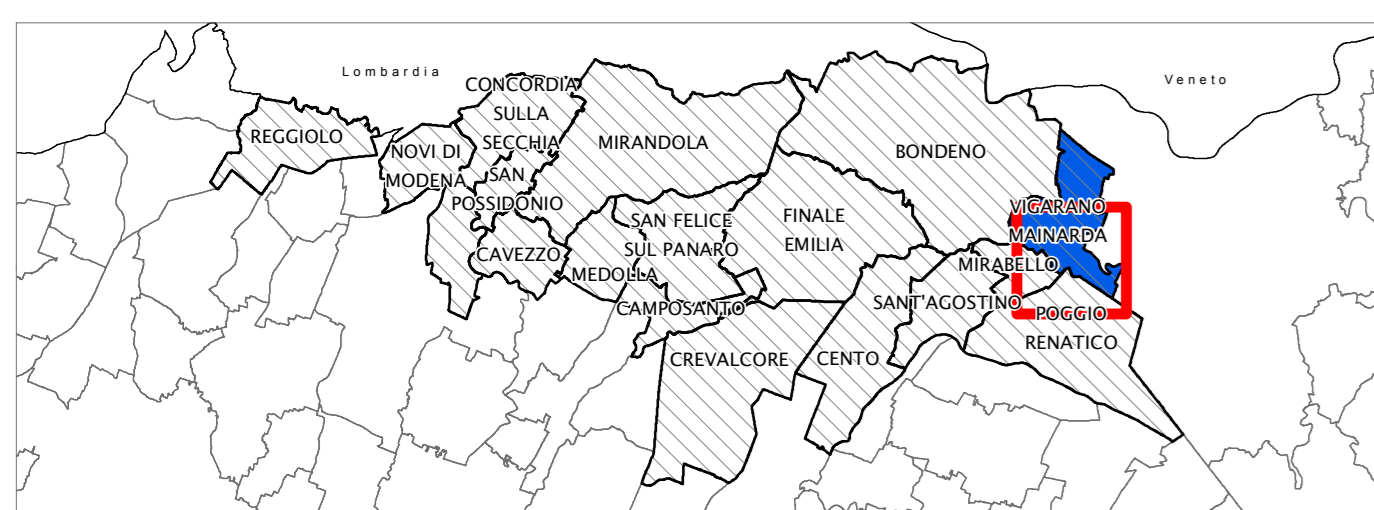 Lombardia
Veneto
CONCORDIA
SULLA
SECCHIA
REGGIOLO
NOVI DI
MODENA
MIRANDOLA
BONDENO
SAN
POSSIDONIO
SAN FELICE
SUL PANARO
FINALE
EMILIA
VIGARANO
MAINARDA
CAVEZZO
MEDOLLA
MIRABELLO
CAMPOSANTO
SANT'AGOSTINO
POGGIO
RENATICO
CREVALCORE
CENTO